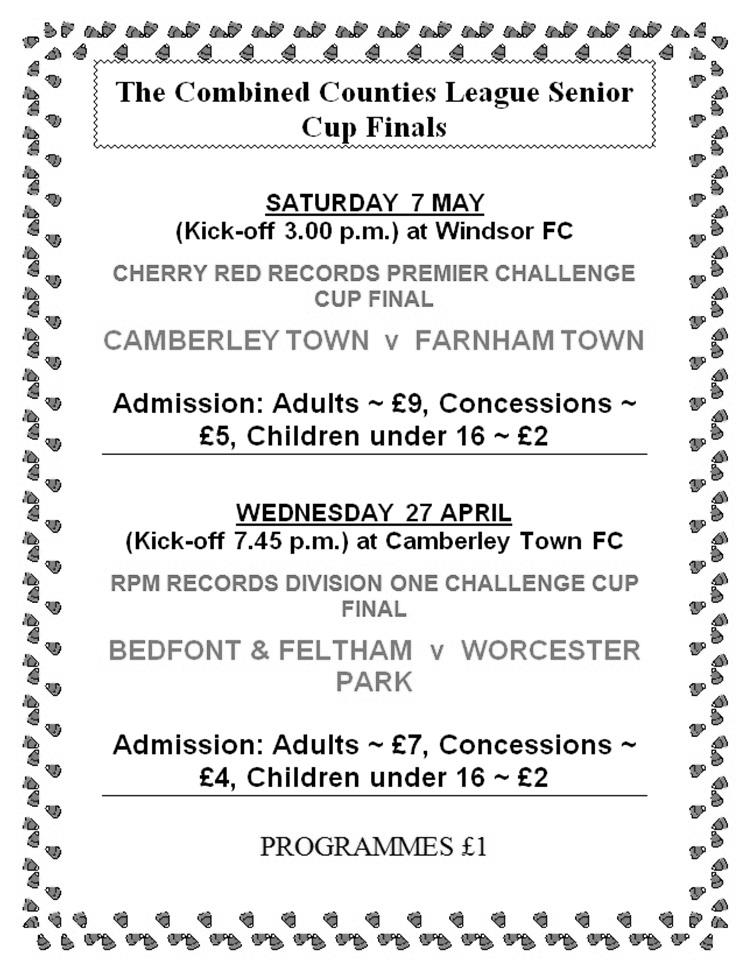 The Combined Counties League Senior
Cup Finals
SATURDAY 7 MAY
(Kick-off 3.00 p.m.) at Windsor FC
CHERRY RED RECORDS PREMIER CHALLENGE
CUP FINAL
CAMBERLEY TOWN v FARNHAM TOWN
Admission: Adults ~ £9, Concessions ~
£5, Children under 16 ~ £2
WEDNESDAY 27 APRIL
(Kick-off 7.45 p.m.) at Camberley Town FC
RPM RECORDS DIVISION ONE CHALLENGE CUP
FINAL
BEDFONT & FELTHAM v WORCESTER
PARK
Admission: Adults ~ £7, Concessions ~
£4, Children under 16 ~ £2
PROGRAMMES £1